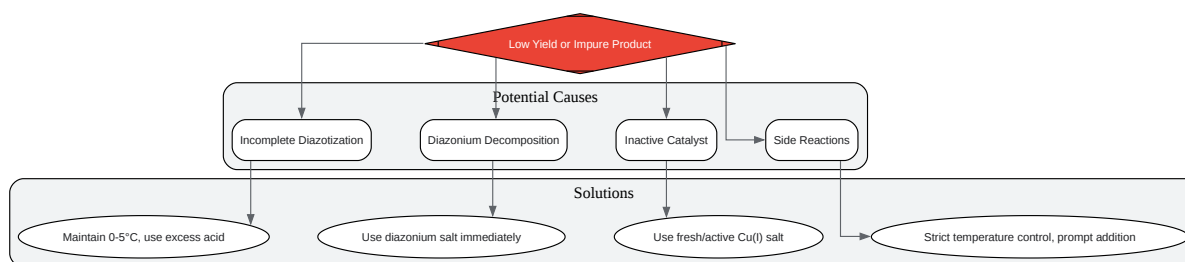 Low Yield or Impure Product
Potential Causes
Incomplete Diazotization
Diazonium Decomposition
Inactive Catalyst
Side Reactions
Solutions
Maintain 0-5°C, use excess acid
Use diazonium salt immediately
Use fresh/active Cu(I) salt
Strict temperature control, prompt addition